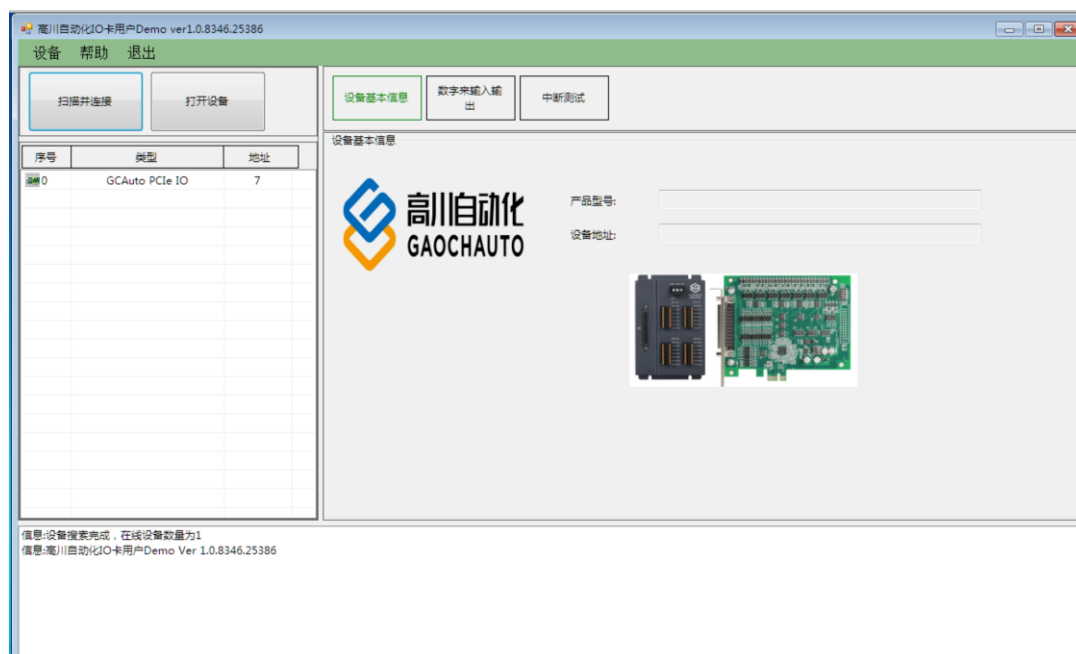 高川自动化IO卡用户Demo ver1.0.8346.25386
设备 帮助 退出
扫描并连接 打开设备
设备基本信息 数字来输入输
出 中断测试
设备基本信息
序号 类型 地址
0 GCAuto PCIe IO 7
高川自动化
GAOCHAUTO
产品型号:
设备地址:
信息:设备搜索完成，在线设备数量为1
信息:高川自动化IO卡用户Demo Ver 1.0.8346.25386